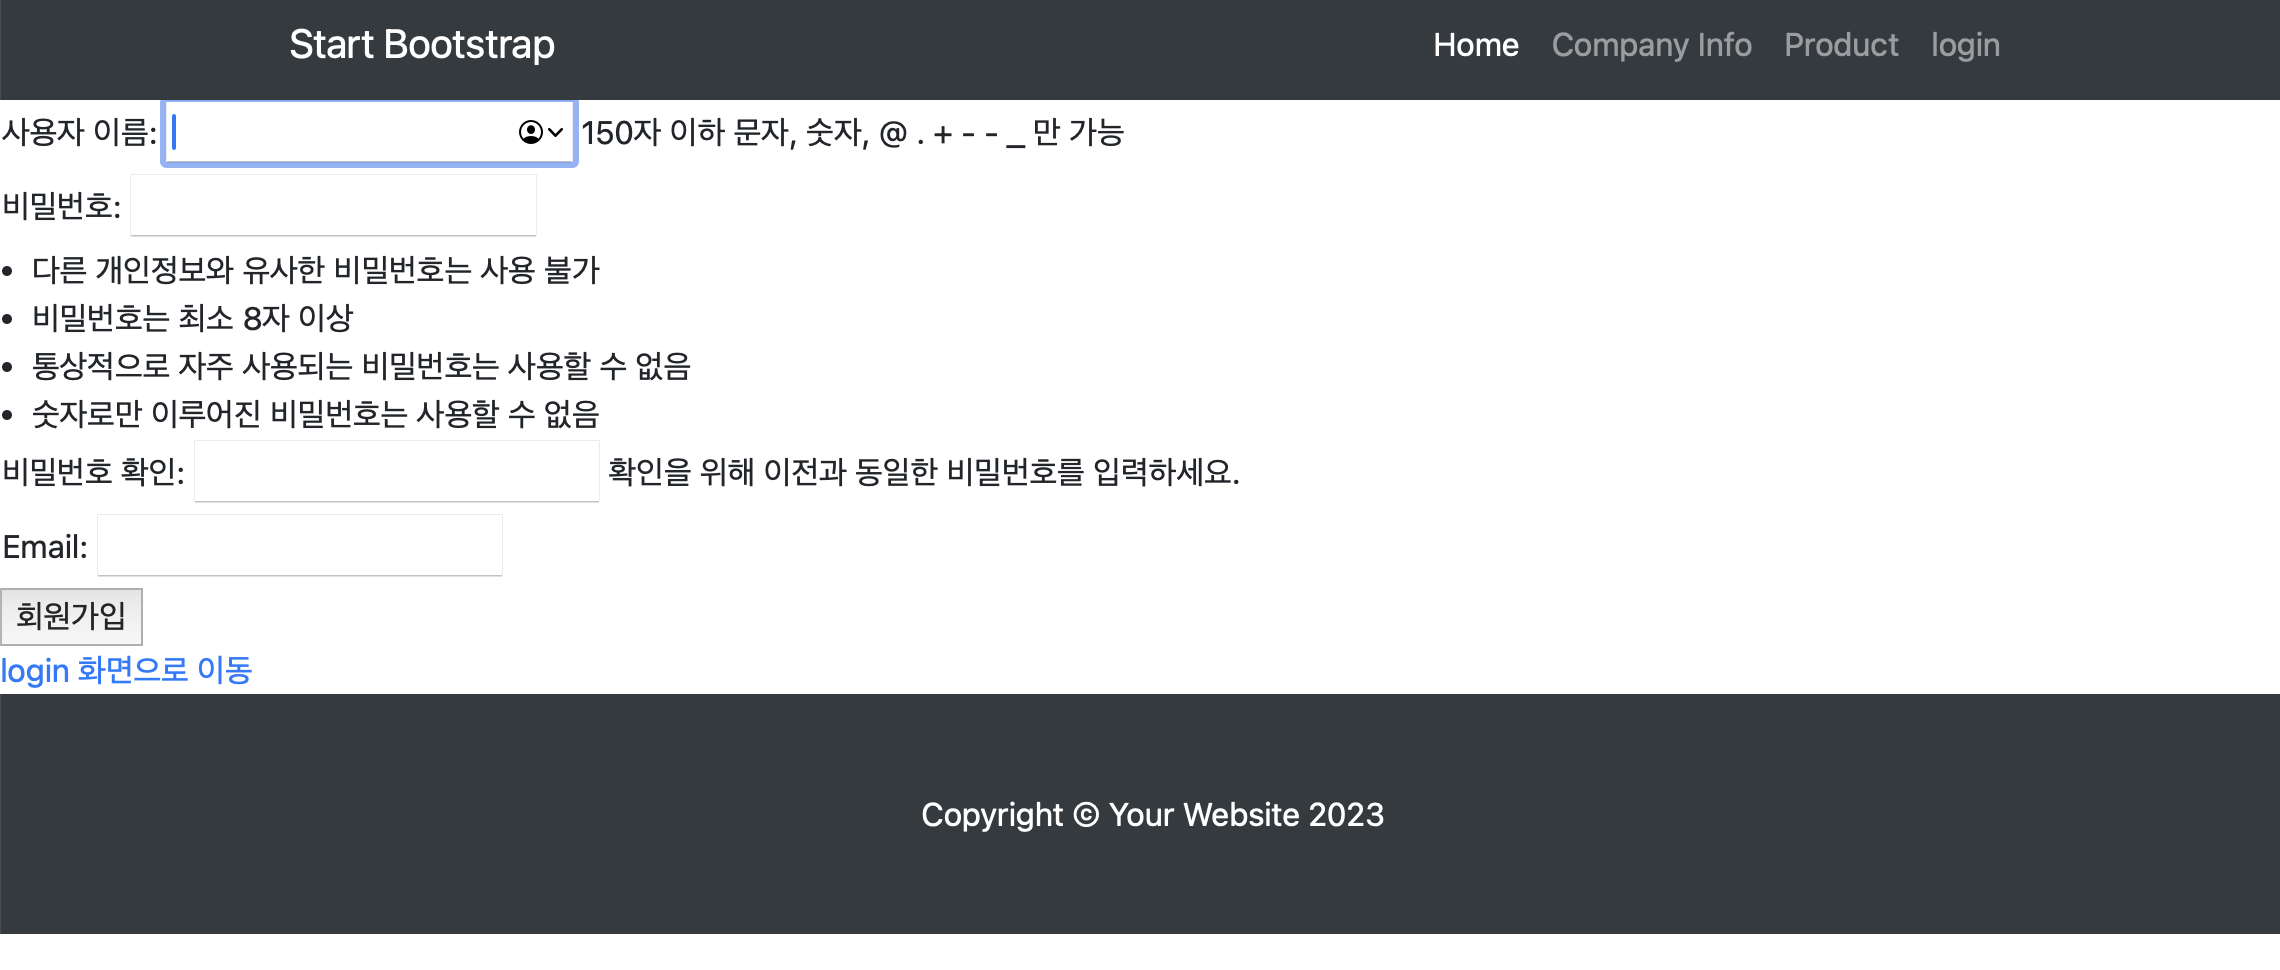 Start Bootstrap Home Company Info Product login
사용자 이름: 150자 이하 문자, 숫자, @ . + - - _ 만 가능
비밀번호:
• 다른 개인정보와 유사한 비밀번호는 사용 불가
• 비밀번호는 최소 8자 이상
• 통상적으로 자주 사용되는 비밀번호는 사용할 수 없음
• 숫자로만 이루어진 비밀번호는 사용할 수 없음
비밀번호 확인: 확인을 위해 이전과 동일한 비밀번호를 입력하세요.
Email:
회원가입
login 화면으로 이동
Copyright © Your Website 2023